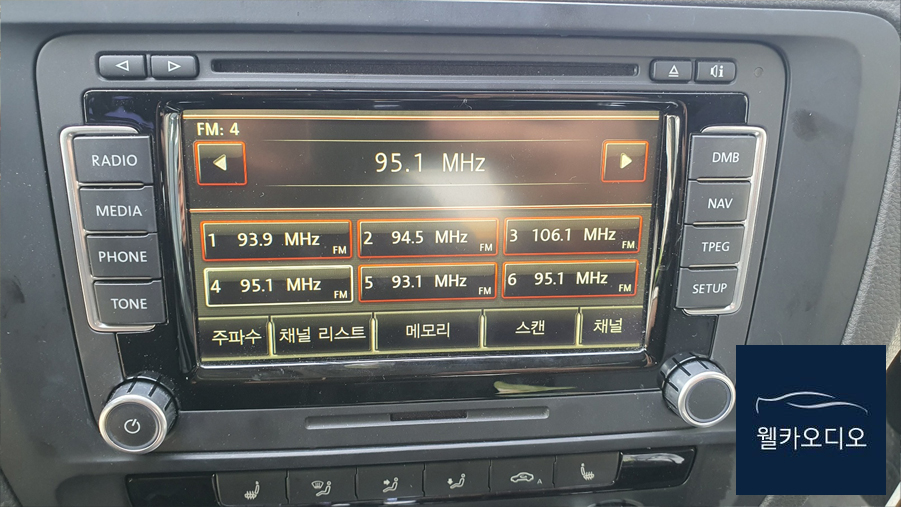 FM: 4
95.1 MHz
RADIO
MEDIA
PHONE
TONE
1 93.9 MHz FM
2 94.5 MHz FM
3 106.1 MHz FM
4 95.1 MHz FM
5 93.1 MHz FM
6 95.1 MHz FM
주파수 채널 리스트 메모리 스캔 채널
DMB
NAV
TPEG
SETUP
A
웰카오디오